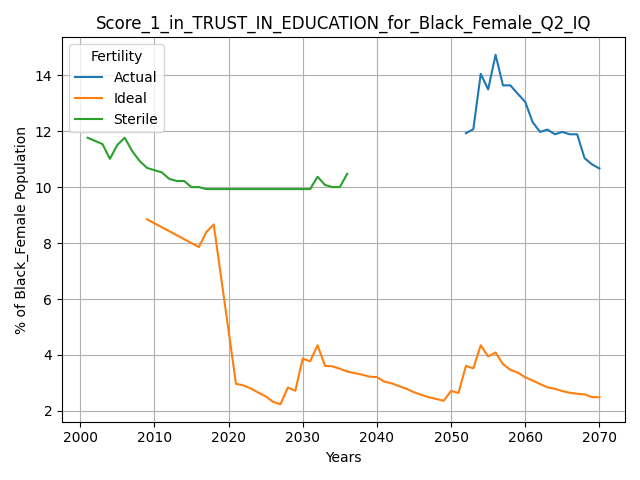 Score_1_in_TRUST_IN_EDUCATION_for_Black_Female_Q2_IQ
Fertility
Actual
Ideal
Sterile
% of Black_Female Population
14
12
10
8
6
4
2
2000 2010 2020 2030 2040 2050 2060 2070
Years